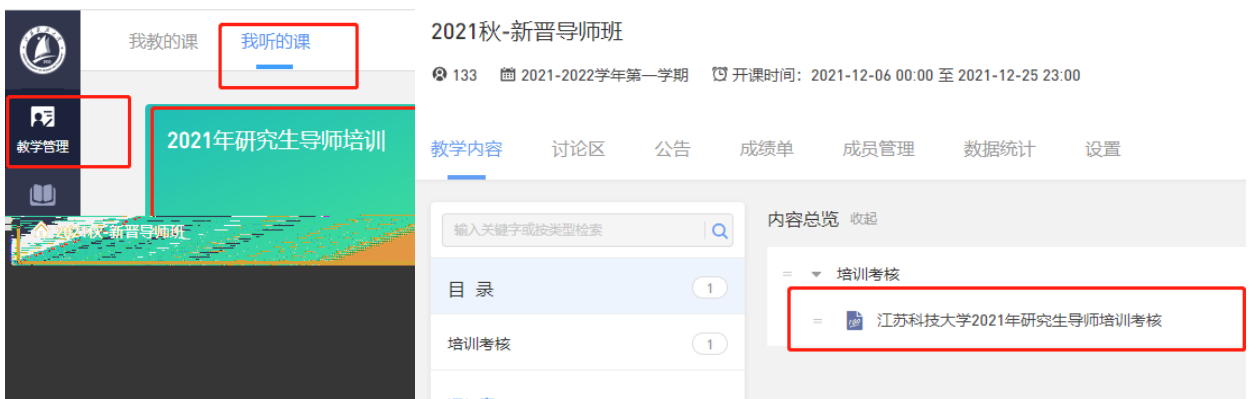 我教的课
我听的课
教学管理
2021年研究生导师培训
2021秋-新晋导师班
2021秋-新晋导师班
133
2021-2022学年第一学期
开课时间：2021-12-06 00:00 至 2021-12-25 23:00
教学内容
讨论区
公告
成绩单
成员管理
数据统计
设置
输入关键字或按类型检索
目 录
1
培训考核
1
内容总览
收起
培训考核
江苏科技大学2021年研究生导师培训考核